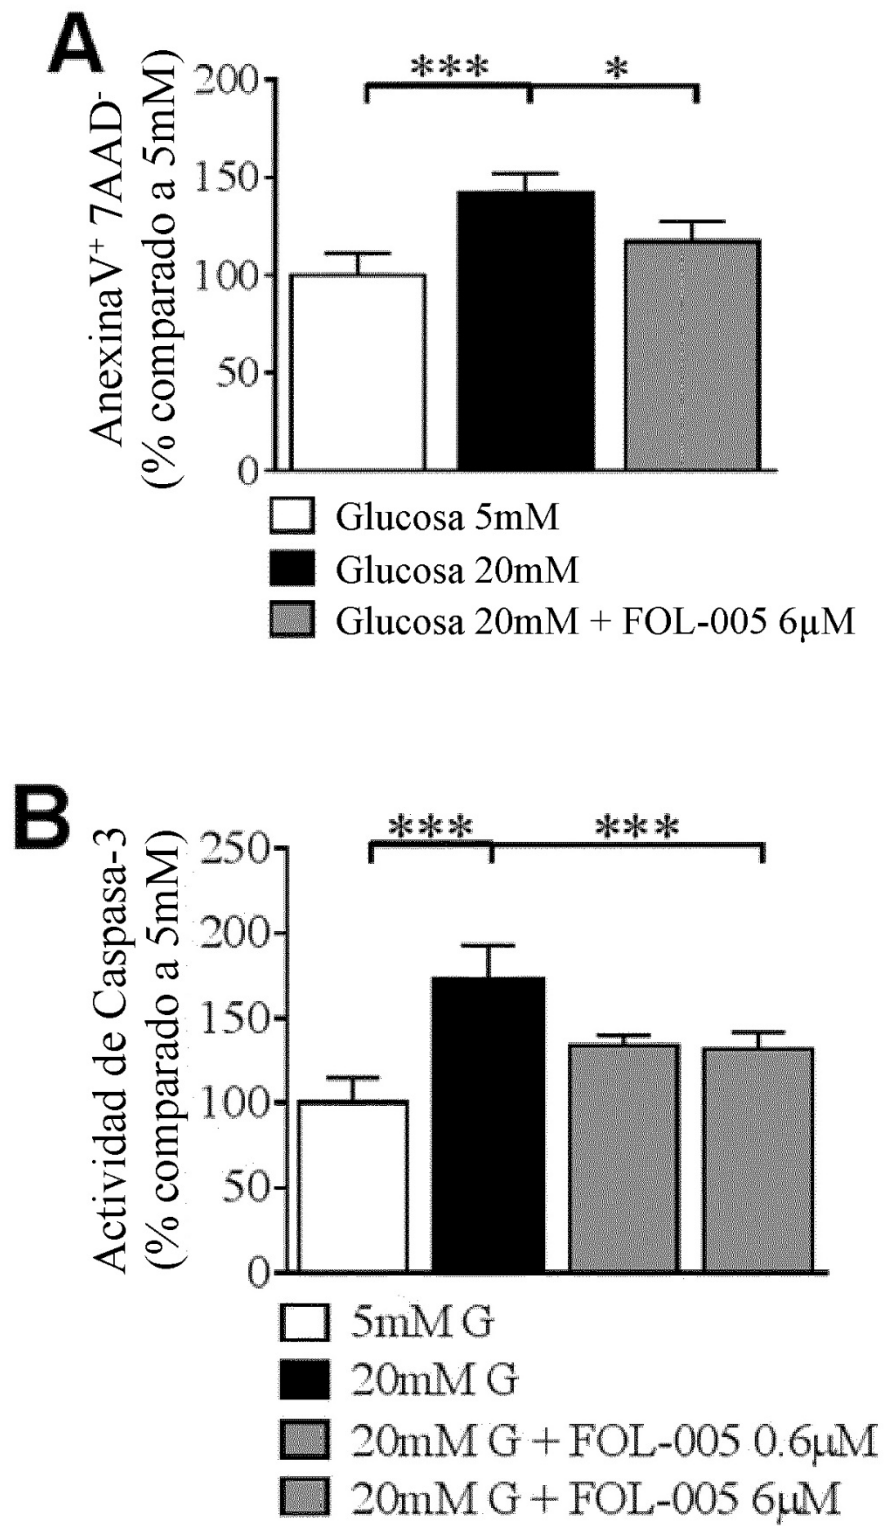 A
AnexinaV⁺ 7AAD⁻
(% comparado a 5mM)
200
150
100
50
0
***
*
Glucosa 5mM
Glucosa 20mM
Glucosa 20mM + FOL-005 6µM
B
Actividad de Caspasa-3
(% comparado a 5mM)
250
200
150
100
50
0
***
***
5mM G
20mM G
20mM G + FOL-005 0.6µM
20mM G + FOL-005 6µM